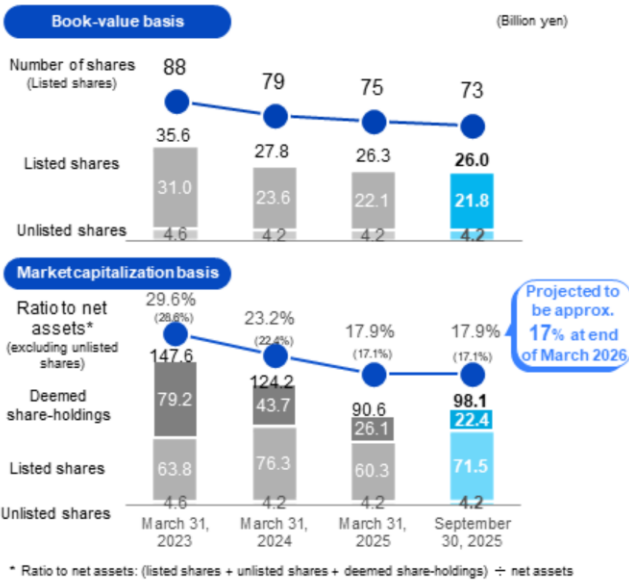 Book-value basis
(Billion yen)
Number of shares
(Listed shares)
88
79
75
73
35.6
27.8
26.3
26.0
Listed shares
31.0
23.6
22.1
21.8
Unlisted shares
4.6
4.2
4.2
4.2
Market capitalization basis
Ratio to net
assets*
(excluding unlisted
shares)
29.6%
(28.6%)
23.2%
(22.4%)
17.9%
(17.1%)
17.9%
(17.1%)
Projected to
be approx.
17% at end
of March 2026
147.6
124.2
90.6
98.1
Deemed
share-holdings
79.2
43.7
26.1
22.4
Listed shares
63.8
76.3
60.3
71.5
Unlisted shares
4.6
4.2
4.2
4.2
March 31,
2023
March 31,
2024
March 31,
2025
September
30, 2025
* Ratio to net assets: (listed shares + unlisted shares + deemed share-holdings) ÷ net assets